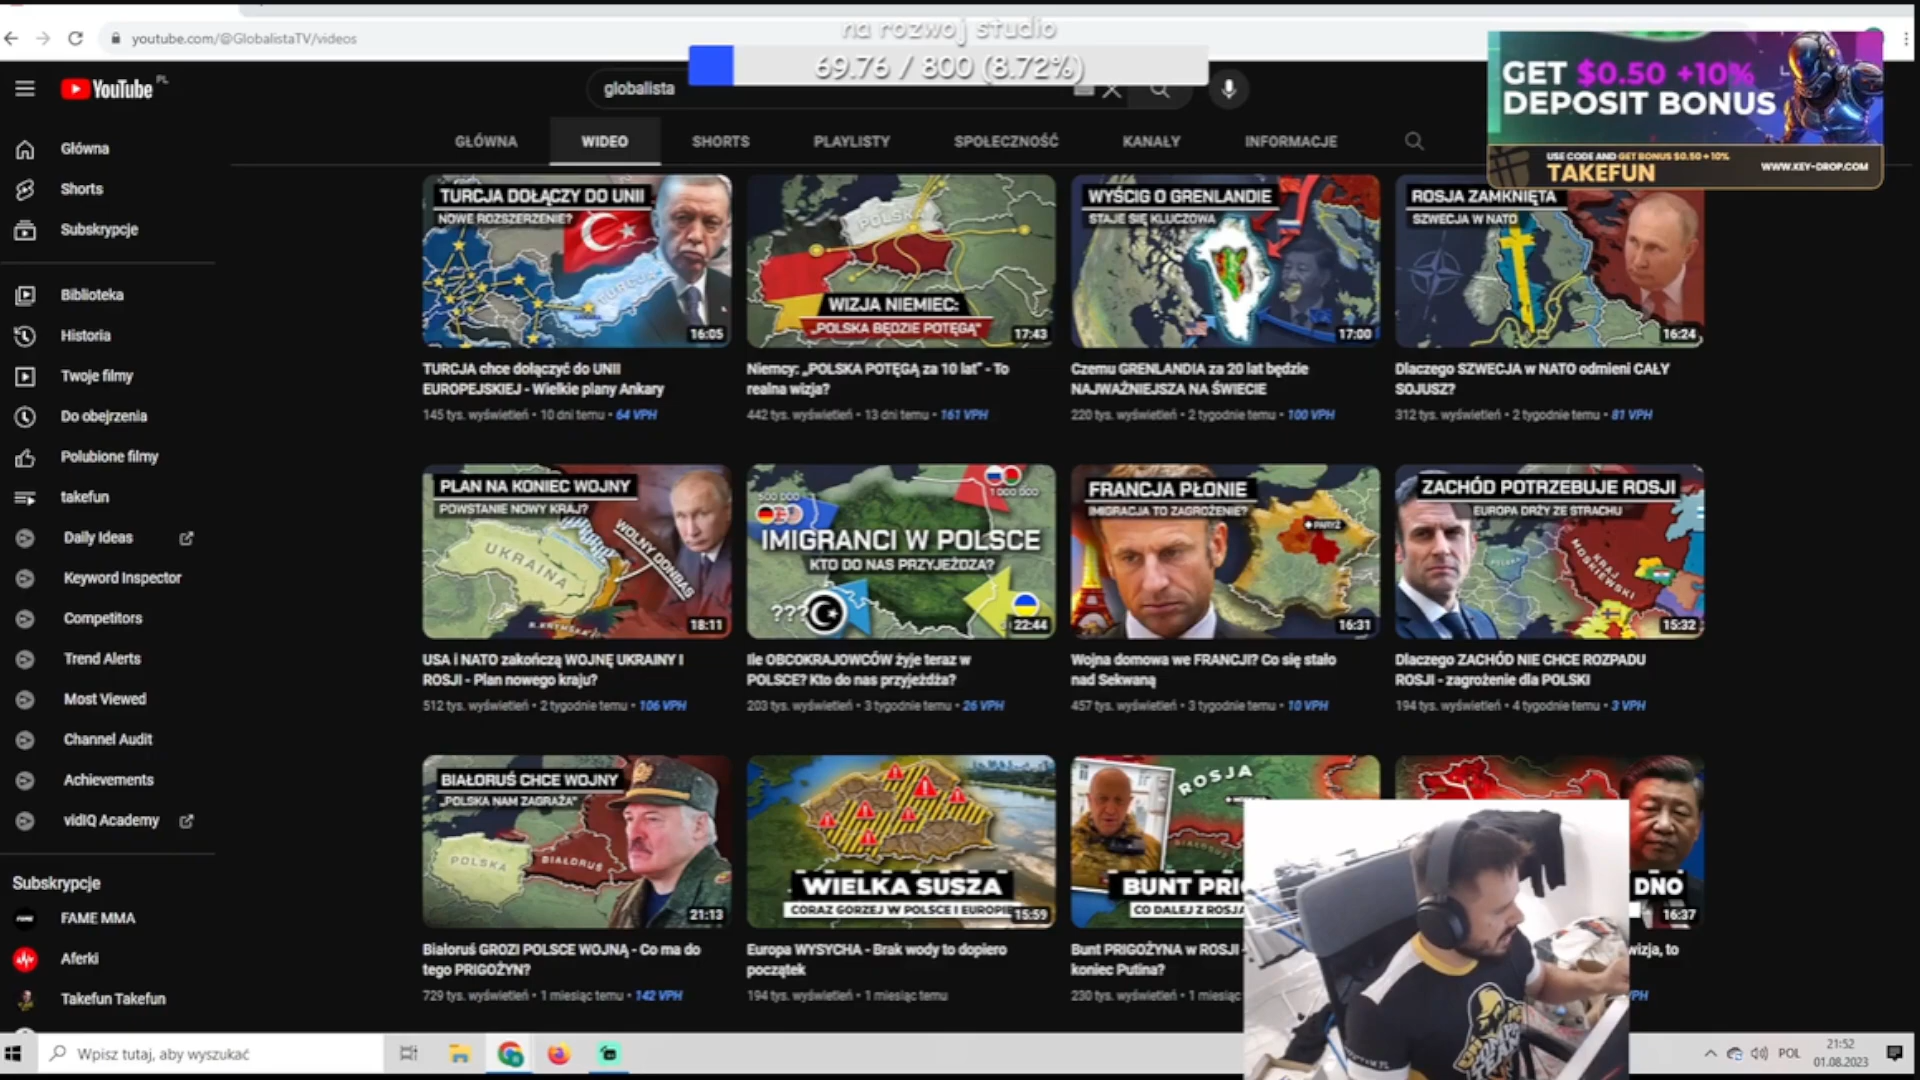 youtube.com/@GlobalistaTV/videos
na rozwoj studio
69.76 / 800 (8.72%)
GET $0.50 +10%
DEPOSIT BONUS
USE CODE AND GET BONUS $0.50 + 10%
TAKEFUN
WWW.KEY-DROP.COM
YouTube PL
globalista
GŁÓWNA
WIDEO
SHORTS
PLAYLISTY
SPOŁECZNOŚĆ
KANAŁY
INFORMACJE
Główna
Shorts
Subskrypcje
Biblioteka
Historia
Twoje filmy
Do obejrzenia
Polubione filmy
takefun
Daily Ideas
Keyword Inspector
Competitors
Trend Alerts
Most Viewed
Channel Audit
Achievements
vidIQ Academy
Subskrypcje
FAME MMA
Aferki
Takefun Takefun
TURCJA DOŁĄCZY DO UNII
NOWE ROZSZERZENIE?
TURCJA
16:05
TURCJA chce dołączyć do UNII
EUROPEJSKIEJ - Wielkie plany Ankary
145 tys. wyświetleń • 10 dni temu • 64 VPH
POLSKA
WIZJA NIEMIEC:
„POLSKA BĘDZIE POTĘGĄ"
17:43
Niemcy: „POLSKA POTĘGĄ za 10 lat" - To
realna wizja?
442 tys. wyświetleń • 13 dni temu • 161 VPH
WYŚCIG O GRENLANDIE
STAJE SIĘ KLUCZOWA
17:00
Czemu GRENLANDIA za 20 lat będzie
NAJWAŻNIEJSZA NA ŚWIECIE
220 tys. wyświetleń • 2 tygodnie temu • 100 VPH
ROSJA ZAMKNIĘTA
SZWECJA W NATO
16:24
Dlaczego SZWECJA w NATO odmieni CAŁY
SOJUSZ?
312 tys. wyświetleń • 2 tygodnie temu • 81 VPH
PLAN NA KONIEC WOJNY
POWSTANIE NOWY KRAJ?
UKRAINA
WOLNY DONBAS
18:11
USA i NATO zakończą WOJNĘ UKRAINY I
ROSJI - Plan nowego kraju?
512 tys. wyświetleń • 2 tygodnie temu • 106 VPH
500 000
1 000 000
IMIGRANCI W POLSCE
KTO DO NAS PRZYJEŻDZA?
???
22:44
Ile OBCOKRAJOWCÓW żyje teraz w
POLSCE? Kto do nas przyjeżdża?
203 tys. wyświetleń • 3 tygodnie temu • 26 VPH
FRANCJA PŁONIE
IMIGRACJA TO ZAGROŻENIE?
PARYŻ
16:31
Wojna domowa we FRANCJI? Co się stało
nad Sekwaną
457 tys. wyświetleń • 3 tygodnie temu • 10 VPH
ZACHÓD POTRZEBUJE ROSJI
EUROPA DRŻY ZE STRACHU
POLSKA
KRAJ
MOSKIEWSKI
15:32
Dlaczego ZACHÓD NIE CHCE ROZPADU
ROSJI - zagrożenie dla POLSKI
194 tys. wyświetleń • 4 tygodnie temu • 3 VPH
BIAŁORUŚ CHCE WOJNY
„POLSKA NAM ZAGRAŻA"
POLSKA
BIAŁORUŚ
21:13
Białoruś GROZI POLSCE WOJNĄ - Co ma do
tego PRIGOŻYN?
729 tys. wyświetleń • 1 miesiąc temu • 142 VPH
WIELKA SUSZA
CORAZ GORZEJ W POLSCE I EUROPIE
15:59
Europa WYSYCHA - Brak wody to dopiero
początek
194 tys. wyświetleń • 1 miesiąc temu
ROSJA
BUNT PRI
CO DALEJ Z ROSJA
Bunt PRIGOŻYNA w ROSJI -
koniec Putina?
230 tys. wyświetleń • 1 miesiąc
DNO
16:37
wizja, to
VPH
Wpisz tutaj, aby wyszukać
POL
21:52
01.08.2023